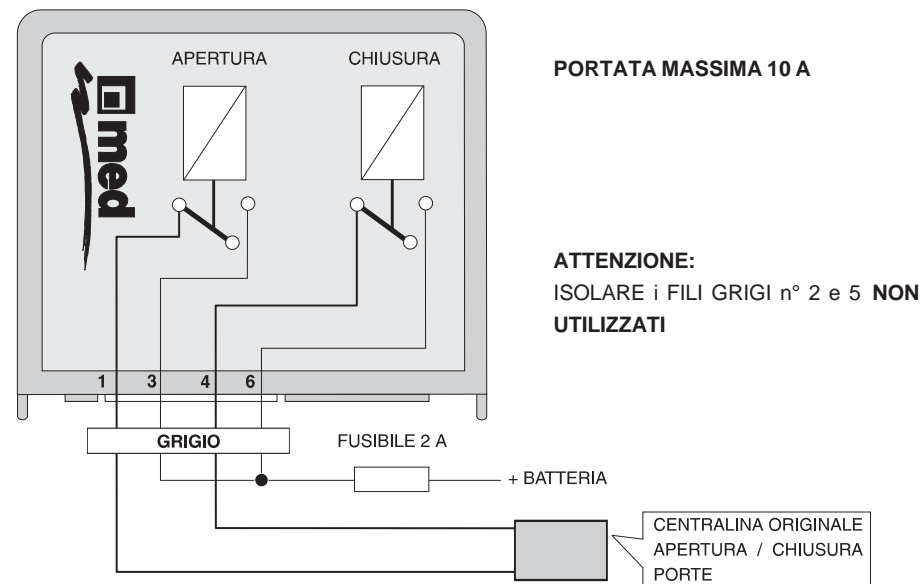 APERTURA
CHIUSURA
med
PORTATA MASSIMA 10 A
ATTENZIONE:
ISOLARE i FILI GRIGI n° 2 e 5 NON
UTILIZZATI
1 3 4 6
GRIGIO
FUSIBILE 2 A
+ BATTERIA
CENTRALINA ORIGINALE
APERTURA / CHIUSURA
PORTE